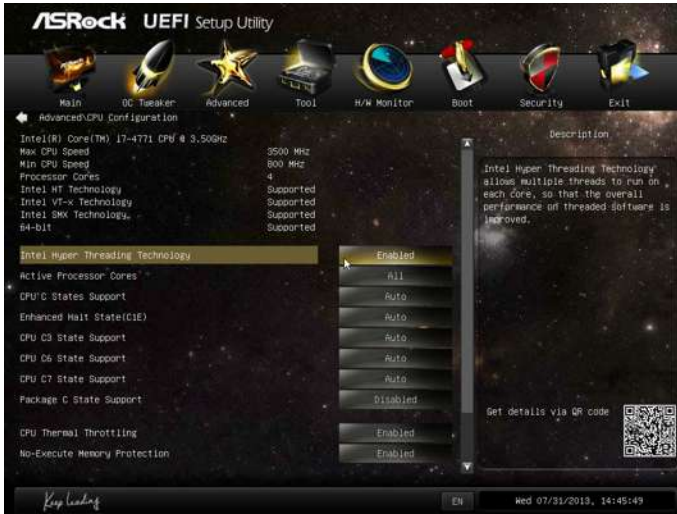 ASRock UEFI Setup Utility
Main OC Tweaker Advanced Tool H/W Monitor Boot Security Exit
Advanced\CPU Configuration
Description
Intel(R) Core(TM) i7-4771 CPU @ 3.50GHz
Max CPU Speed 3500 MHz
Min CPU Speed 800 MHz
Processor Cores 4
Intel HT Technology Supported
Intel VT-x Technology Supported
Intel SMX Technology Supported
64-bit Supported
Intel Hyper Threading Technology
allows multiple threads to run on
each core, so that the overall
performance on threaded software is
improved.
Intel Hyper Threading Technology Enabled
Active Processor Cores All
CPU C States Support Auto
Enhanced Halt State(C1E) Auto
CPU C3 State Support Auto
CPU C6 State Support Auto
CPU C7 State Support Auto
Package C State Support Disabled
CPU Thermal Throttling Enabled
No-Execute Memory Protection Enabled
Get details via QR code
Keep Leading
EN
Wed 07/31/2013, 14:45:49